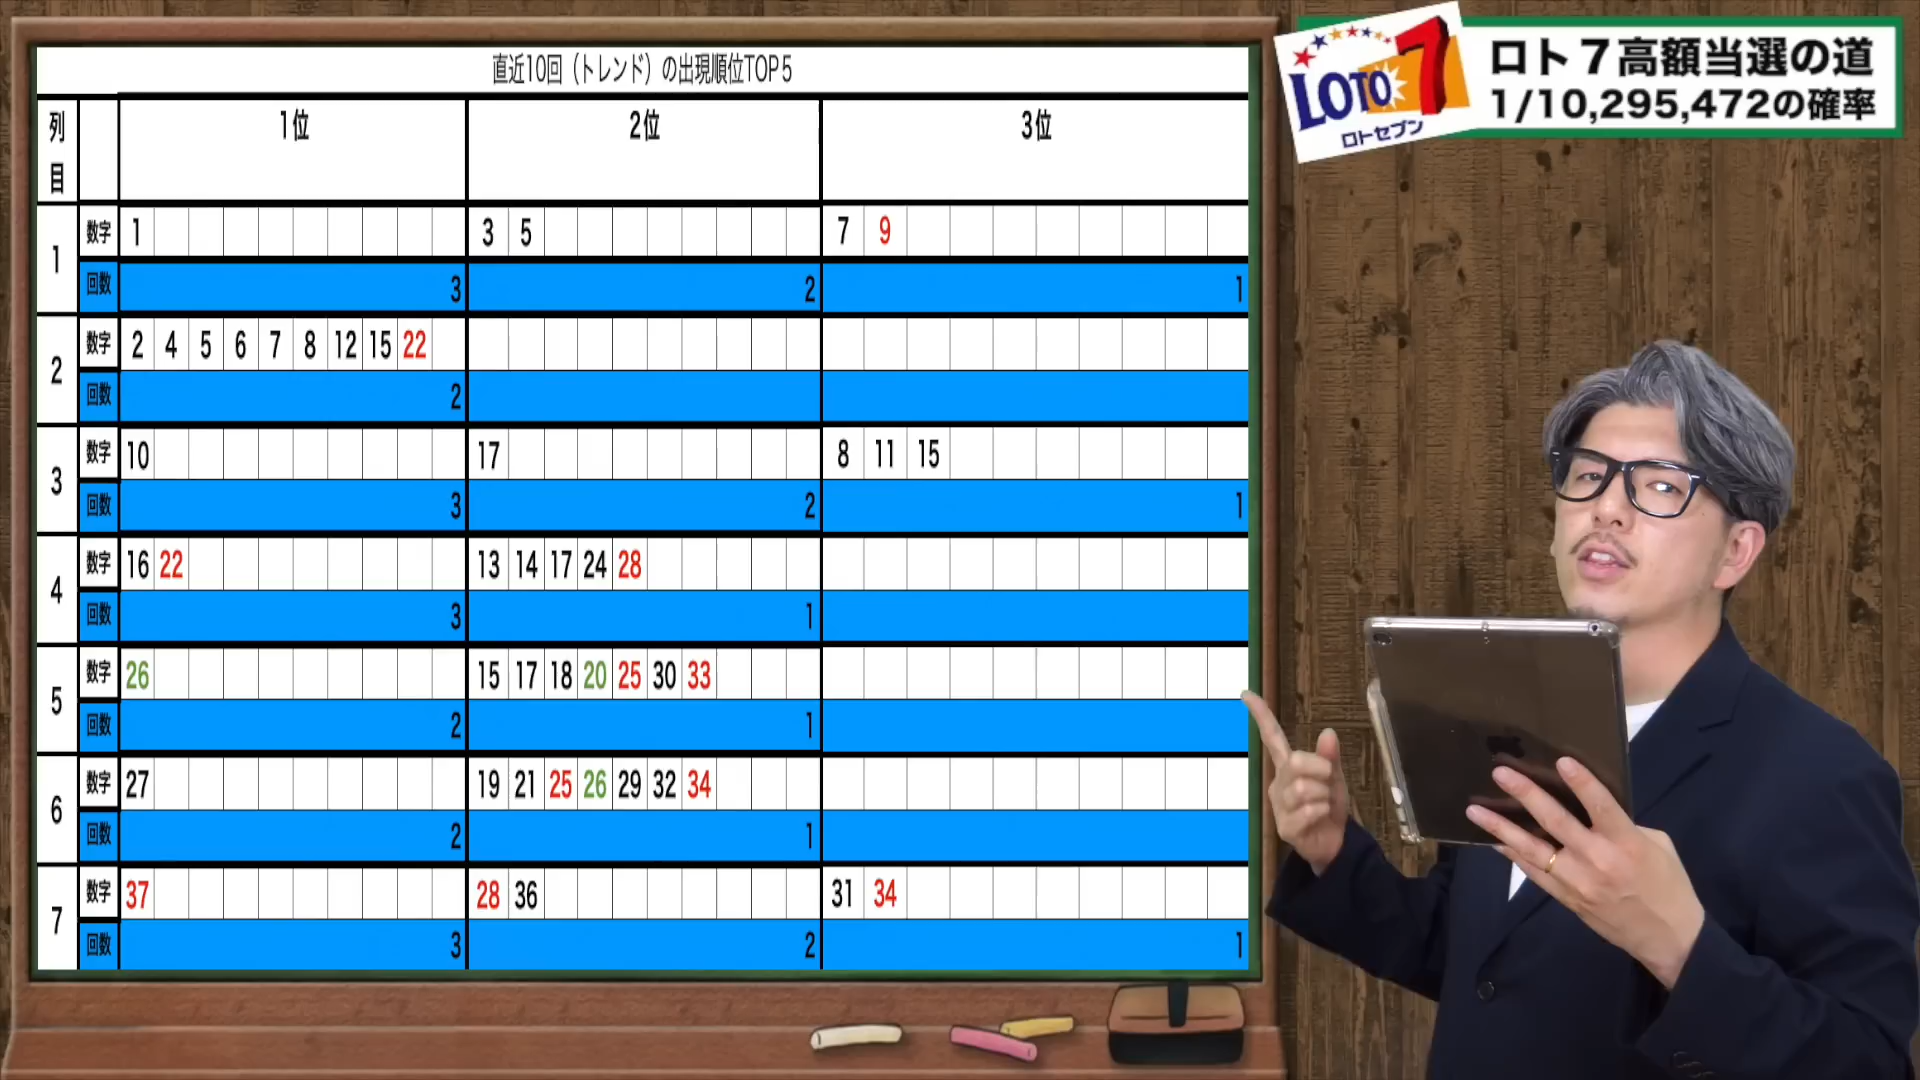 直近10回（トレンド）の出現順位TOP5
列目 1位 2位 3位
1 数字 1 3 5 7 9
回数 3 2 1
2 数字 2 4 5 6 7 8 12 15 22
回数 2
3 数字 10 17 8 11 15
回数 3 2 1
4 数字 16 22 13 14 17 24 28
回数 3 1
5 数字 26 15 17 18 20 25 30 33
回数 2 1
6 数字 27 19 21 25 26 29 32 34
回数 2 1
7 数字 37 28 36 31 34
回数 3 2 1
LOTO 7
ロトセブン
ロト７高額当選の道
1/10,295,472の確率